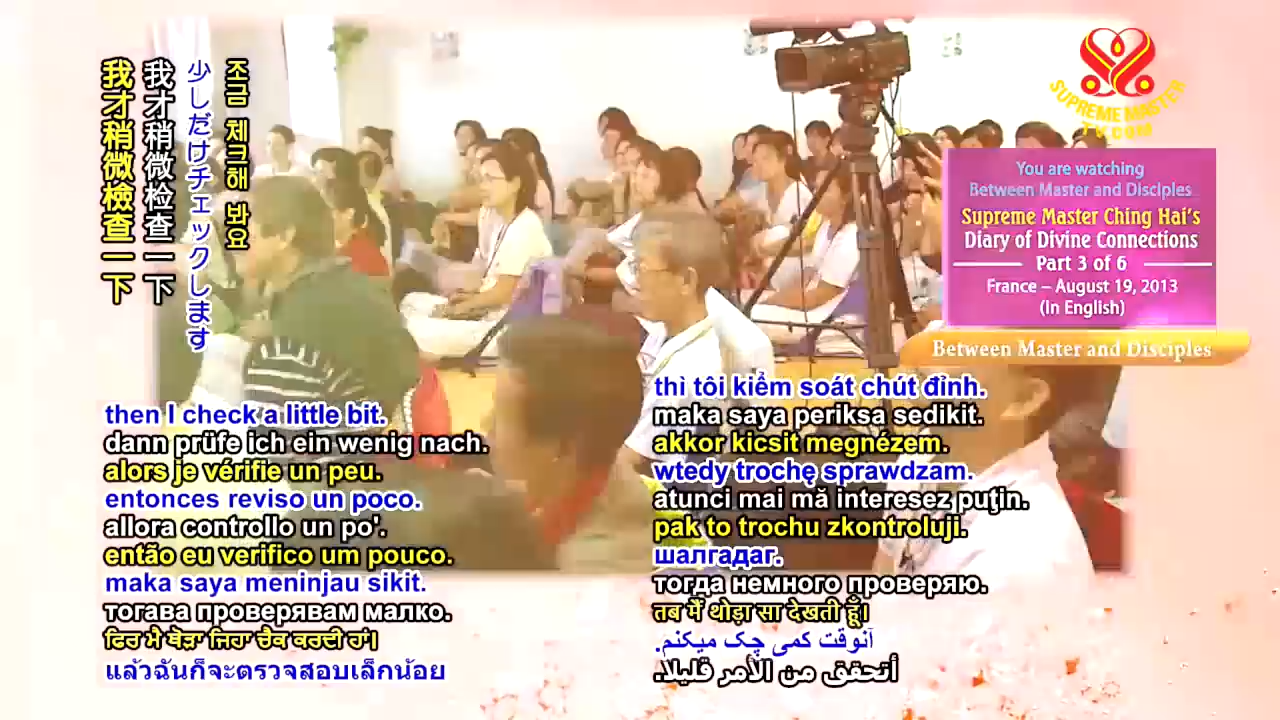 我才稍微檢查一下
我才稍微检查一下
少しだけチェックします
조금 체크해 봐요
SUPREME MASTER
TV.COM
You are watching
Between Master and Disciples
Supreme Master Ching Hai's
Diary of Divine Connections
Part 3 of 6
France – August 19, 2013
(In English)
Between Master and Disciples
then I check a little bit.
dann prüfe ich ein wenig nach.
alors je vérifie un peu.
entonces reviso un poco.
allora controllo un po'.
então eu verifico um pouco.
maka saya meninjau sikit.
тогава проверявам малко.
ਫਿਰ ਮੈ ਥੋੜਾ ਜਿਹਾ ਚੈਕ ਕਰਦੀ ਹਾਂ।
แล้วฉันก็จะตรวจสอบเล็กน้อย
thì tôi kiểm soát chút đỉnh.
maka saya periksa sedikit.
akkor kicsit megnézem.
wtedy trochę sprawdzam.
atunci mai mă interesez puţin.
pak to trochu zkontroluji.
шалгадаг.
тогда немного проверяю.
तब मैं थोड़ा सा देखती हूँ।
آنوقت کمی چک میکنم.
أتحقق من الأمر قليلا.